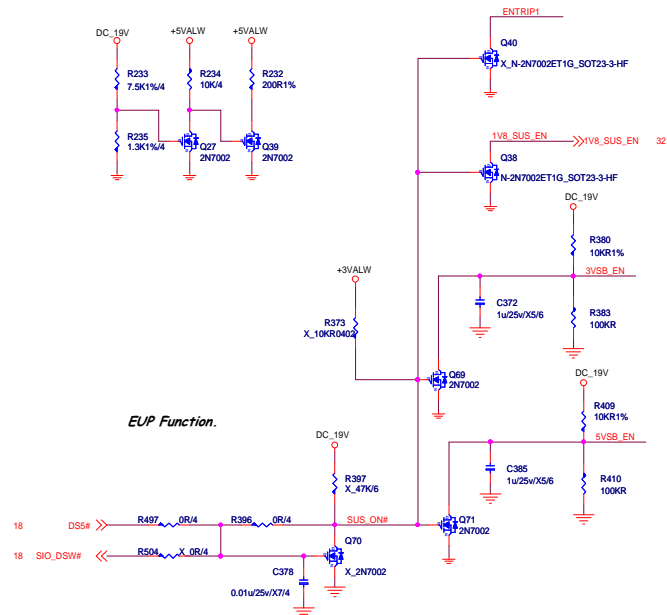 ENTRIP1
Q40
X_N-2N7002ET1G_SOT23-3-HF
DC_19V
+5VALW
+5VALW
R233
7.5K1%/4
R234
10K/4
R232
200R1%
R235
1.3K1%/4
Q27
2N7002
Q39
2N7002
1V8_SUS_EN
1V8_SUS_EN 32
Q38
N-2N7002ET1G_SOT23-3-HF
DC_19V
R380
10KR1%
+3VALW
3VSB_EN
C372
1u/25v/X5/6
R383
100KR
R373
X_10KR0402
Q69
2N7002
DC_19V
R409
10KR1%
EUP Function.
DC_19V
5VSB_EN
C385
1u/25v/X5/6
R410
100KR
R397
X_47K/6
18 DS5#
R497 0R/4
R396 0R/4
SUS_ON#
Q71
2N7002
18 SIO_DSW#
R504 X_0R/4
Q70
X_2N7002
C378
0.01u/25v/X7/4